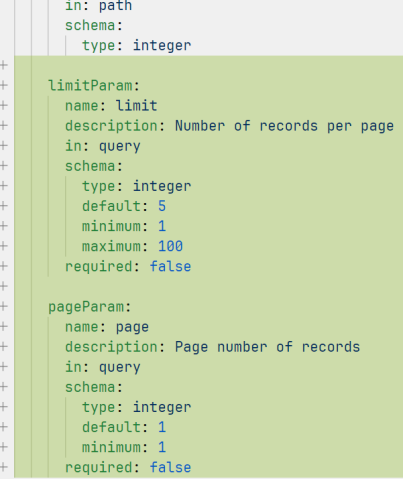 in: path
schema:
type: integer
+
+ limitParam:
+ name: limit
+ description: Number of records per page
+ in: query
+ schema:
+ type: integer
+ default: 5
+ minimum: 1
+ maximum: 100
+ required: false
+
+ pageParam:
+ name: page
+ description: Page number of records
+ in: query
+ schema:
+ type: integer
+ default: 1
+ minimum: 1
+ required: false